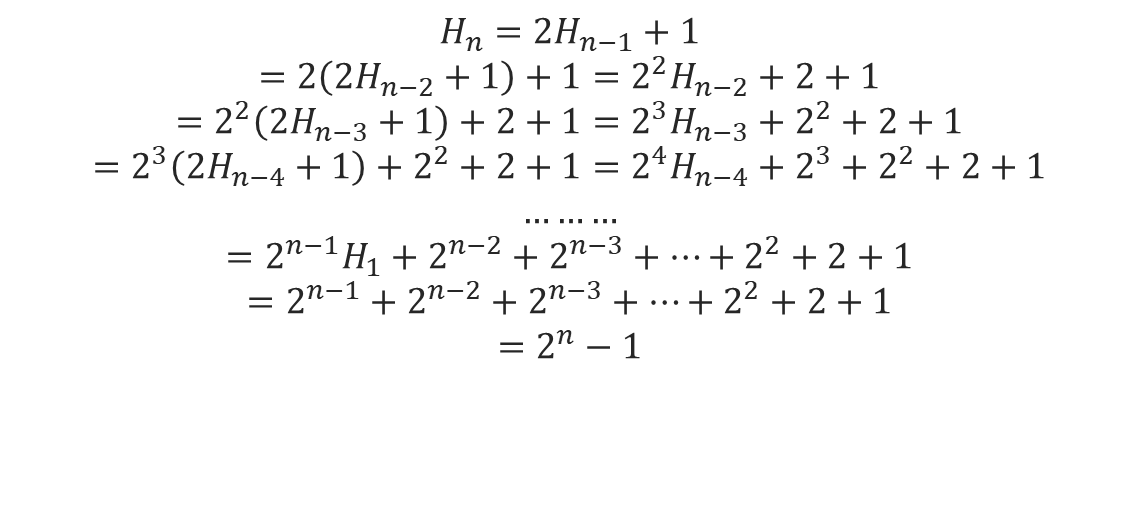 Hₙ = 2Hₙ₋₁ + 1
= 2(2Hₙ₋₂ + 1) + 1 = 2²Hₙ₋₂ + 2 + 1
= 2²(2Hₙ₋₃ + 1) + 2 + 1 = 2³Hₙ₋₃ + 2² + 2 + 1
= 2³(2Hₙ₋₄ + 1) + 2² + 2 + 1 = 2⁴Hₙ₋₄ + 2³ + 2² + 2 + 1
… … …
= 2ⁿ⁻¹H₁ + 2ⁿ⁻² + 2ⁿ⁻³ + ⋯ + 2² + 2 + 1
= 2ⁿ⁻¹ + 2ⁿ⁻² + 2ⁿ⁻³ + ⋯ + 2² + 2 + 1
= 2ⁿ − 1